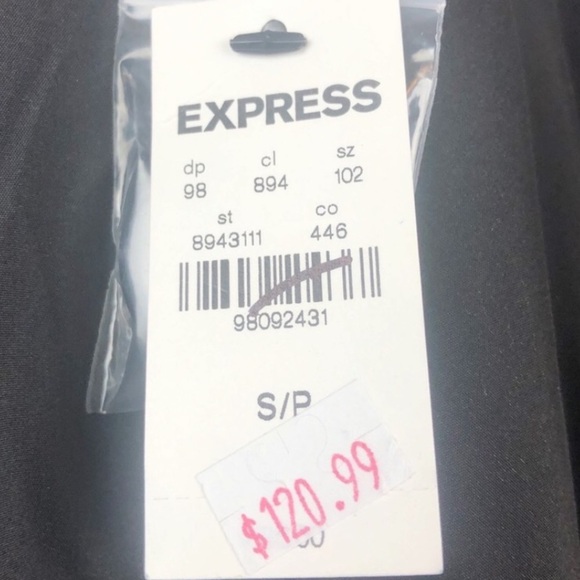 EXPRESS
dp cl sz
98 894 102
st co
8943111 446
98092431
S/P
$120.99